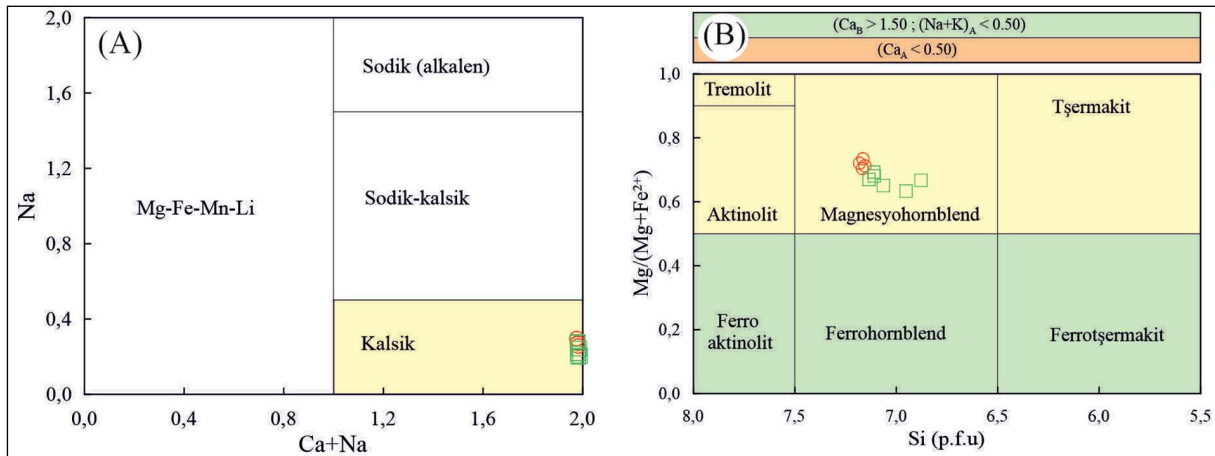 (A)
2,0
1,6
1,2
0,8
0,4
0,0
Na
Sodik (alkalen)
Sodik-kalsik
Mg-Fe-Mn-Li
Kalsik
0,0 0,4 0,8 1,2 1,6 2,0
Ca+Na
(B)
(CaB > 1.50 ; (Na+K)A < 0.50)
(CaA < 0.50)
1,0
0,8
0,6
0,4
0,2
0,0
Mg/(Mg+Fe2+)
Tremolit
Tşermakit
Aktinolit
Magnesyohornblend
Ferro
aktinolit
Ferrohornblend
Ferrotşermakit
8,0 7,5 7,0 6,5 6,0 5,5
Si (p.f.u)